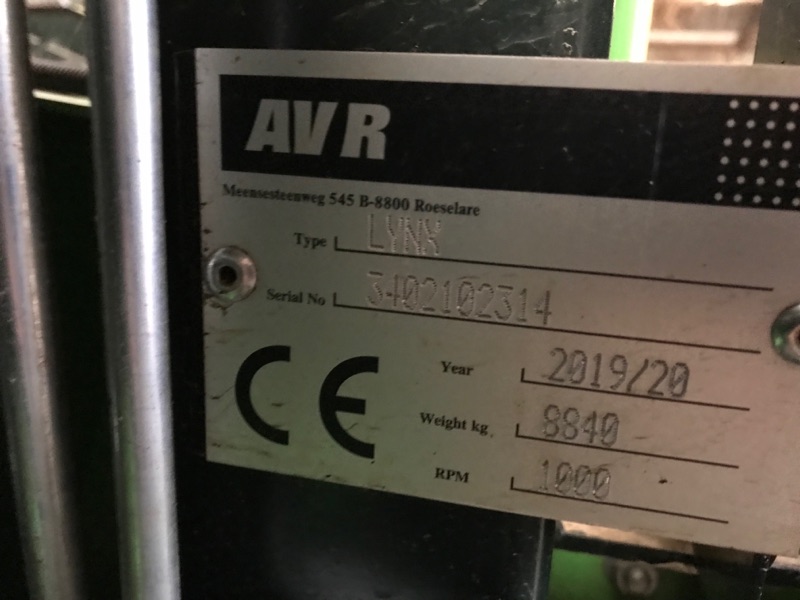 AVR
Meensesteenweg 545 B-8800 Roeselare
Type LYNX
Serial No 3402102314
CE
Year 2019/20
Weight kg. 8840
RPM 1000